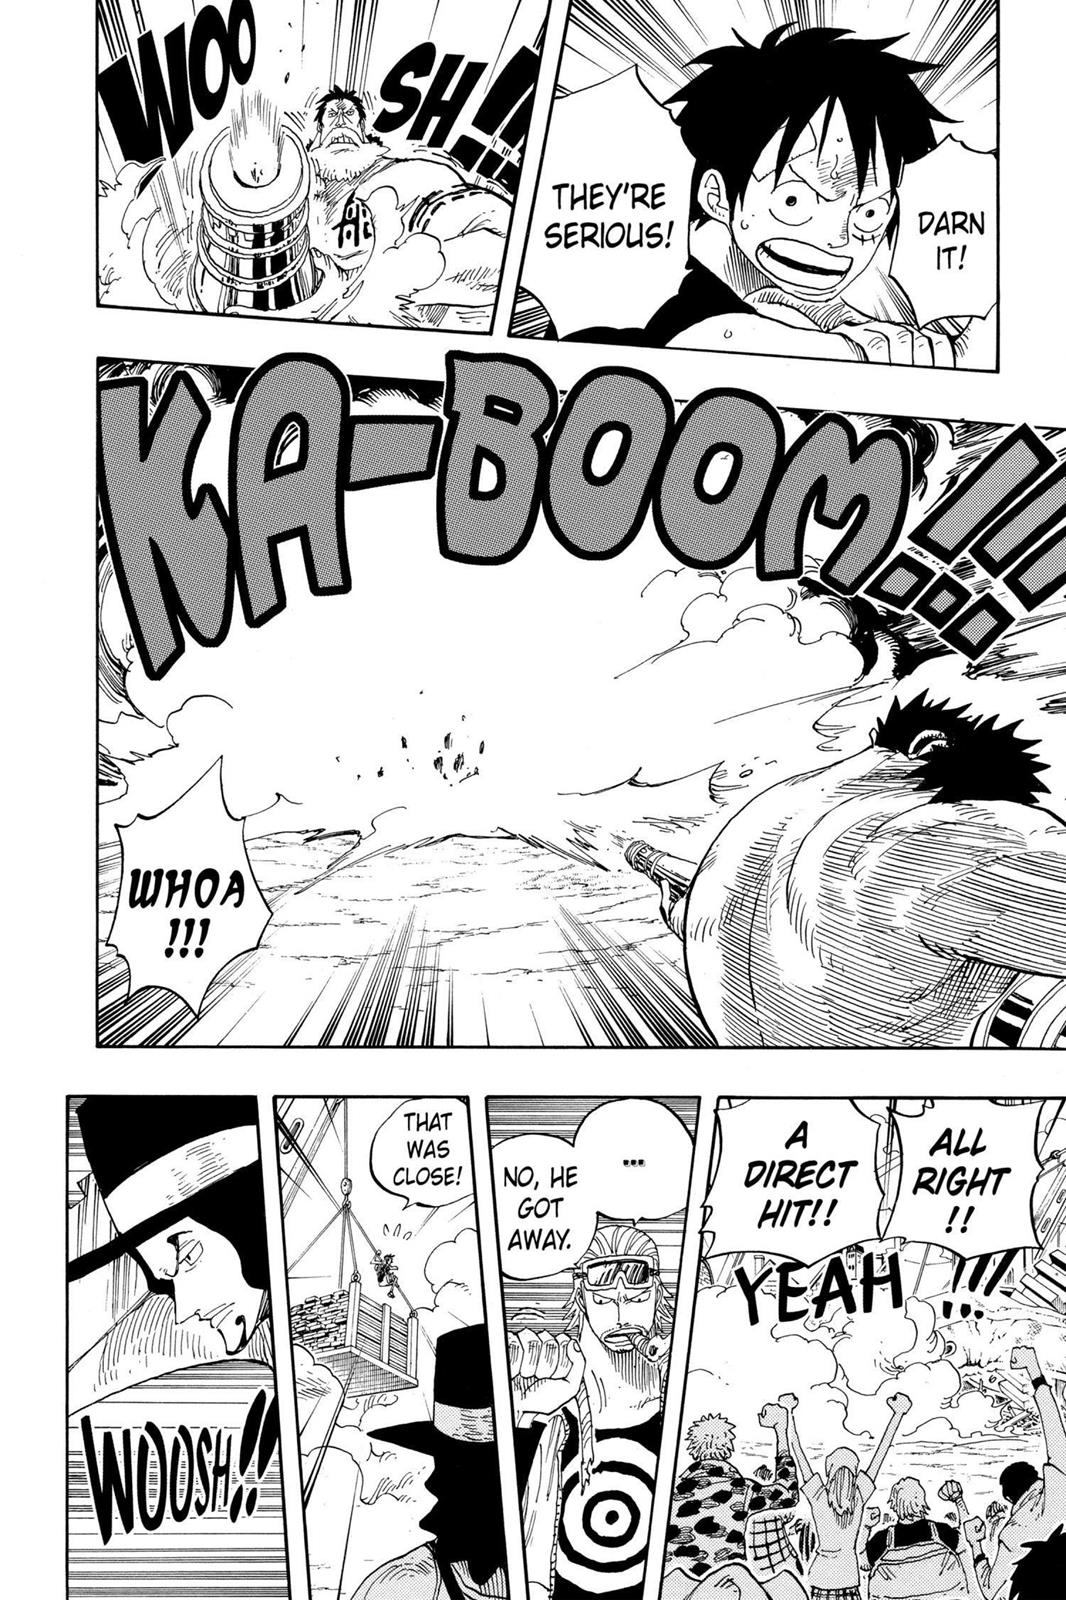 DARN
IT!
THEY'RE
SERIOUS!
WOO
SH!!!
KA-BOOM...!!!
WHOA
!!!
ALL
RIGHT
!!
A
DIRECT
HIT!!
YEAH!!!
...
NO, HE
GOT
AWAY.
THAT
WAS
CLOSE!
WOOSH!!